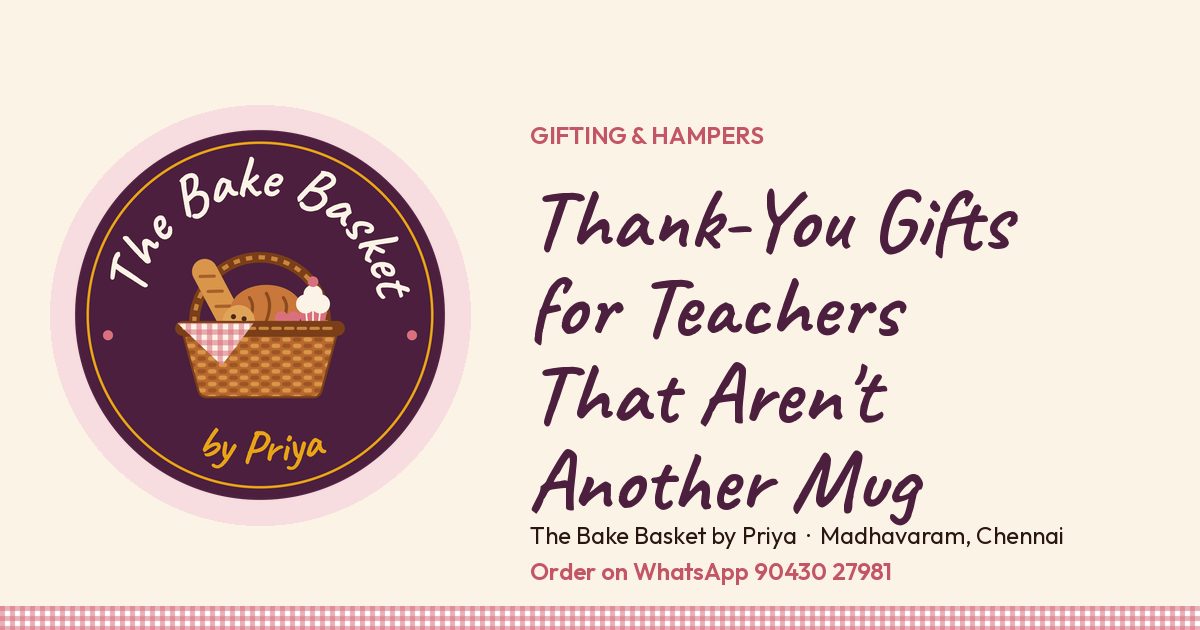 The Bake Basket
by Priya
GIFTING & HAMPERS
Thank-You Gifts
for Teachers
That Aren't
Another Mug
The Bake Basket by Priya · Madhavaram, Chennai
Order on WhatsApp 90430 27981